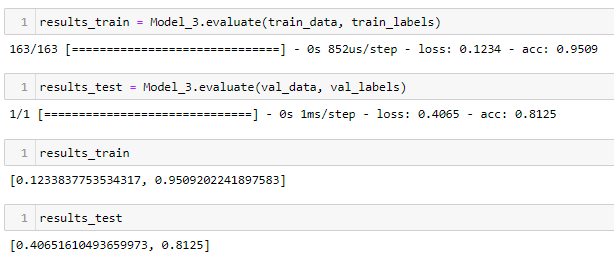 1 results_train = Model_3.evaluate(train_data, train_labels)
163/163 [==============================] - 0s 852us/step - loss: 0.1234 - acc: 0.9509
1 results_test = Model_3.evaluate(val_data, val_labels)
1/1 [==============================] - 0s 1ms/step - loss: 0.4065 - acc: 0.8125
1 results_train
[0.1233837753534317, 0.9509202241897583]
1 results_test
[0.40651610493659973, 0.8125]